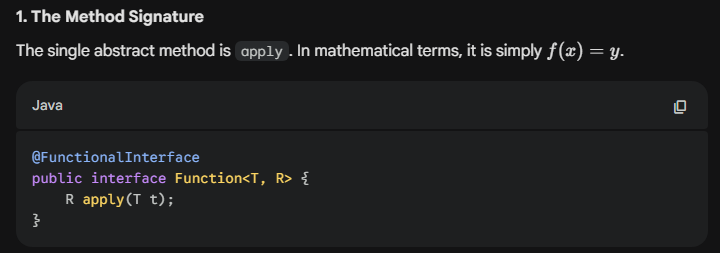 1. The Method Signature
The single abstract method is apply. In mathematical terms, it is simply f(x) = y.
Java
@FunctionalInterface
public interface Function<T, R> {
    R apply(T t);
}